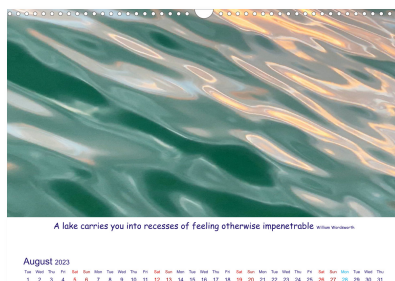 A lake carries you into recesses of feeling otherwise impenetrable William Wordsworth
August 2023
Tue Wed Thu Fri Sat Sun Mon Tue Wed Thu Fri Sat Sun Mon Tue Wed Thu Fri Sat Sun Mon Tue Wed Thu Fri Sat Sun Mon Tue Wed Thu
1 2 3 4 5 6 7 8 9 10 11 12 13 14 15 16 17 18 19 20 21 22 23 24 25 26 27 28 29 30 31